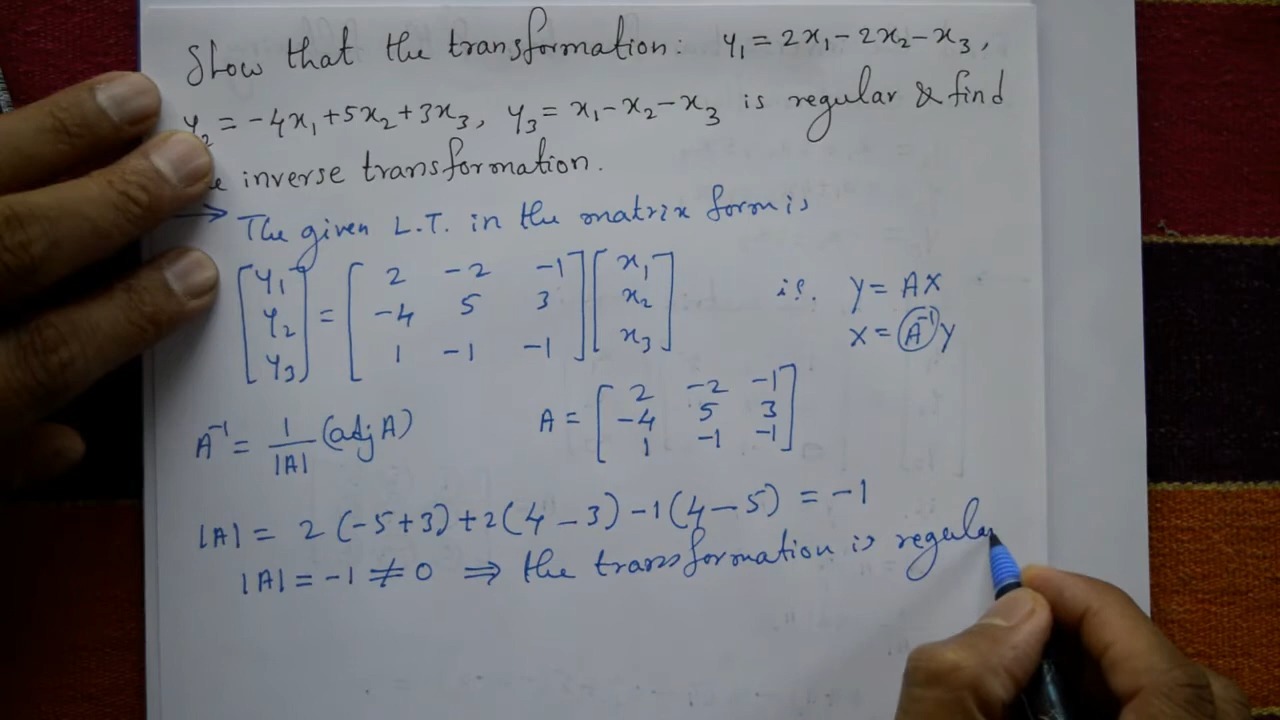 Show that the transformation: y₁ = 2x₁ - 2x₂ - x₃,
y₂ = -4x₁ + 5x₂ + 3x₃, y₃ = x₁ - x₂ - x₃ is regular & find
e inverse transformation.
→ The given L.T. in the matrix form is
[y₁ y₂ y₃] = [2 -2 -1
-4 5 3
1 -1 -1] [x₁ x₂ x₃]
ie. Y = AX
X = A⁻¹Y
A⁻¹ = 1/|A| (adj A)
A = [2 -2 -1
-4 5 3
1 -1 -1]
|A| = 2(-5+3) + 2(4-3) - 1(4-5) = -1
|A| = -1 ≠ 0 ⇒ the transformation is regular